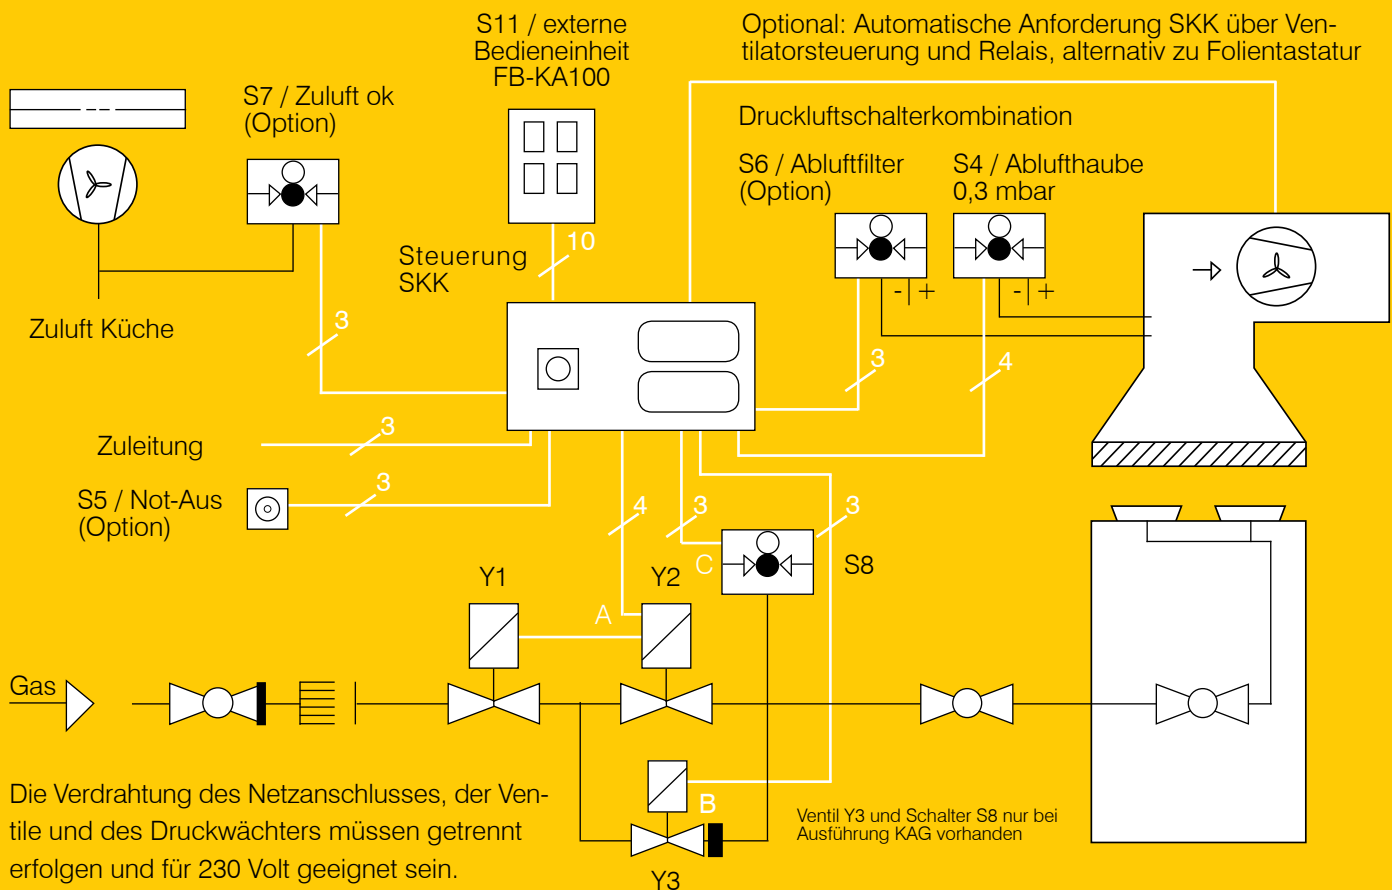 S11 / externe
Bedieneinheit
FB-KA100
Optional: Automatische Anforderung SKK über Ven-
tilatorsteuerung und Relais, alternativ zu Folientastatur
S7 / Zuluft ok
(Option)
Druckluftschalterkombination
S6 / Abluftfilter
(Option)
S4 / Ablufthaube
0,3 mbar
Steuerung
SKK
10
- | +
- | +
Zuluft Küche
3
3
4
Zuleitung
3
S5 / Not-Aus
(Option)
3
4
3
3
C
S8
Y1
Y2
A
Gas
B
Die Verdrahtung des Netzanschlusses, der Ven-
tile und des Druckwächters müssen getrennt
erfolgen und für 230 Volt geeignet sein.
Ventil Y3 und Schalter S8 nur bei
Ausführung KAG vorhanden
Y3